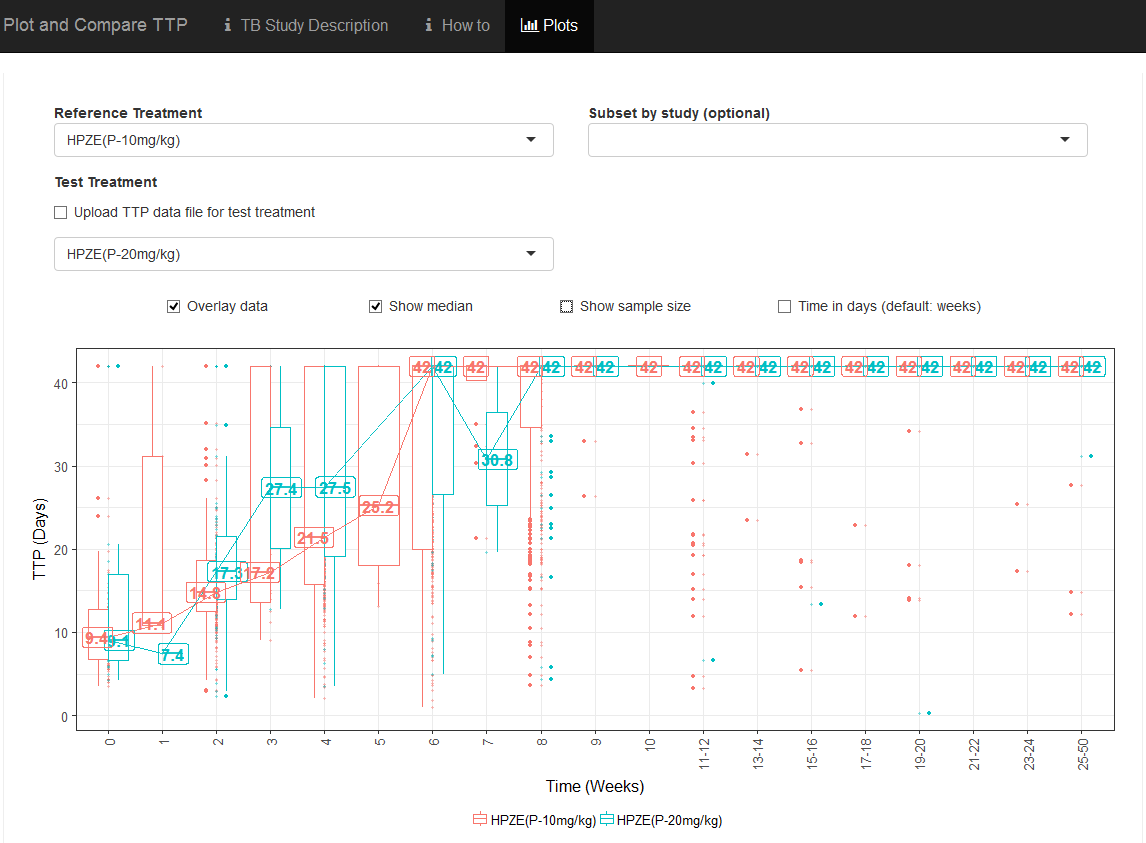 Plot and Compare TTP TB Study Description How to Plots
Reference Treatment Subset by study (optional)
HPZE(P-10mg/kg)
Test Treatment
Upload TTP data file for test treatment
HPZE(P-20mg/kg)
Overlay data Show median Show sample size Time in days (default: weeks)
42 42 42 42 42 42 42 42 42 42 42 42 42 42 42 42 42 42 42 42 42 42 42 42
40
30
20
10
0
TTP (Days)
30.8
27.4 27.5
25.2
21.5
17.3 17.2
14.8
11.1
9.4 9.1
7.4
0 1 2 3 4 5 6 7 8 9 10 11-12 13-14 15-16 17-18 19-20 21-22 23-24 25-50
Time (Weeks)
HPZE(P-10mg/kg) HPZE(P-20mg/kg)